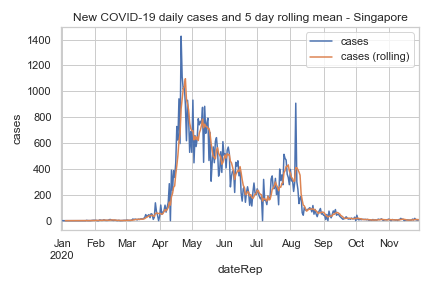 New COVID-19 daily cases and 5 day rolling mean - Singapore
cases
cases (rolling)
1400
1200
1000
800
600
400
200
0
cases
Jan Feb Mar Apr May Jun Jul Aug Sep Oct Nov
2020
dateRep